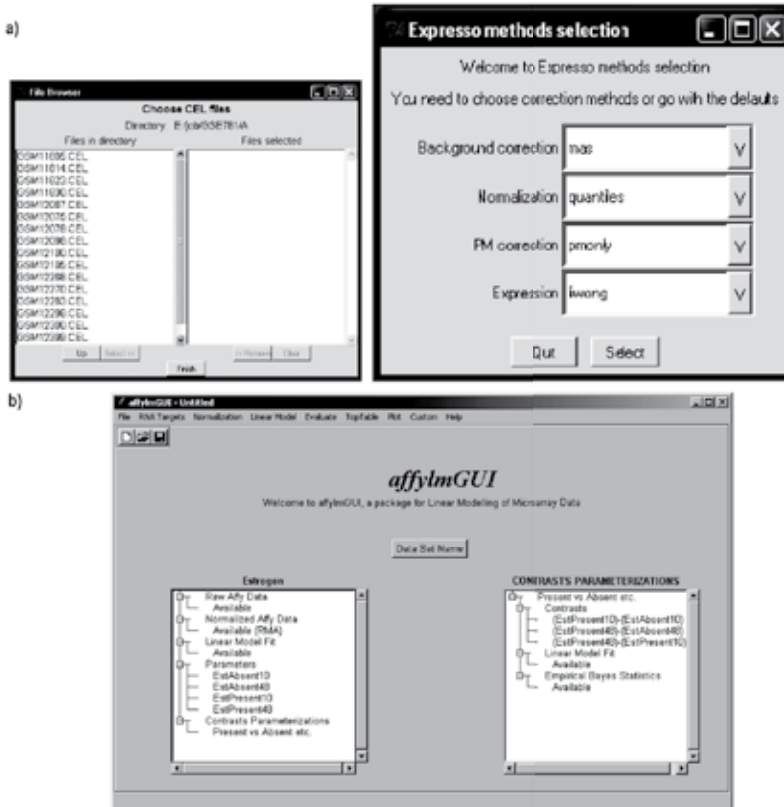 a)
File Browser
Choose CEL files
Directory E:/cel/GSE781/A
Files in directory
Files selected
GSM11805.CEL
GSM11814.CEL
GSM11823.CEL
GSM11830.CEL
GSM12067.CEL
GSM12075.CEL
GSM12079.CEL
GSM12098.CEL
GSM12100.CEL
GSM12105.CEL
GSM12268.CEL
GSM12270.CEL
GSM12283.CEL
GSM12298.CEL
GSM12300.CEL
GSM12399.CEL
Up
Select >>
<< Remove
Clear
Finish
Expresso methods selection
Welcome to Expresso methods selection
You need to choose correction methods or go with the defaults
Background correction mas
Normalization quantiles
PM correction pmonly
Expression liwong
Quit
Select
b)
affylmGUI - Untitled
File RNA Targets Normalization Linear Model Evaluate TopTable Plot Custom Help
affylmGUI
Welcome to affylmGUI, a package for Linear Modelling of Microarray Data
Data Set Name
Estrogen
Raw Affy Data
Available
Normalized Affy Data
Available (RMA)
Linear Model Fit
Available
Parameters
EstAbsent10
EstAbsent48
EstPresent10
EstPresent48
Contrasts Parameterizations
Present vs Absent etc.
CONTRASTS PARAMETERIZATIONS
Present vs Absent etc.
Contrasts
(EstPresent10)-(EstAbsent10)
(EstPresent48)-(EstAbsent48)
(EstPresent48)-(EstPresent10)
Linear Model Fit
Available
Empirical Bayes Statistics
Available